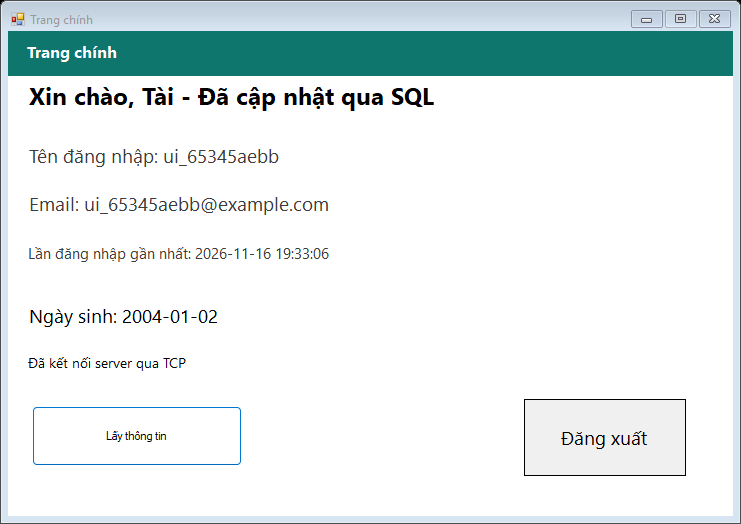 Trang chính
Trang chính
Xin chào, Tài - Đã cập nhật qua SQL
Tên đăng nhập: ui_65345aebb
Email: ui_65345aebb@example.com
Lần đăng nhập gần nhất: 2026-11-16 19:33:06
Ngày sinh: 2004-01-02
Đã kết nối server qua TCP
Lấy thông tin
Đăng xuất